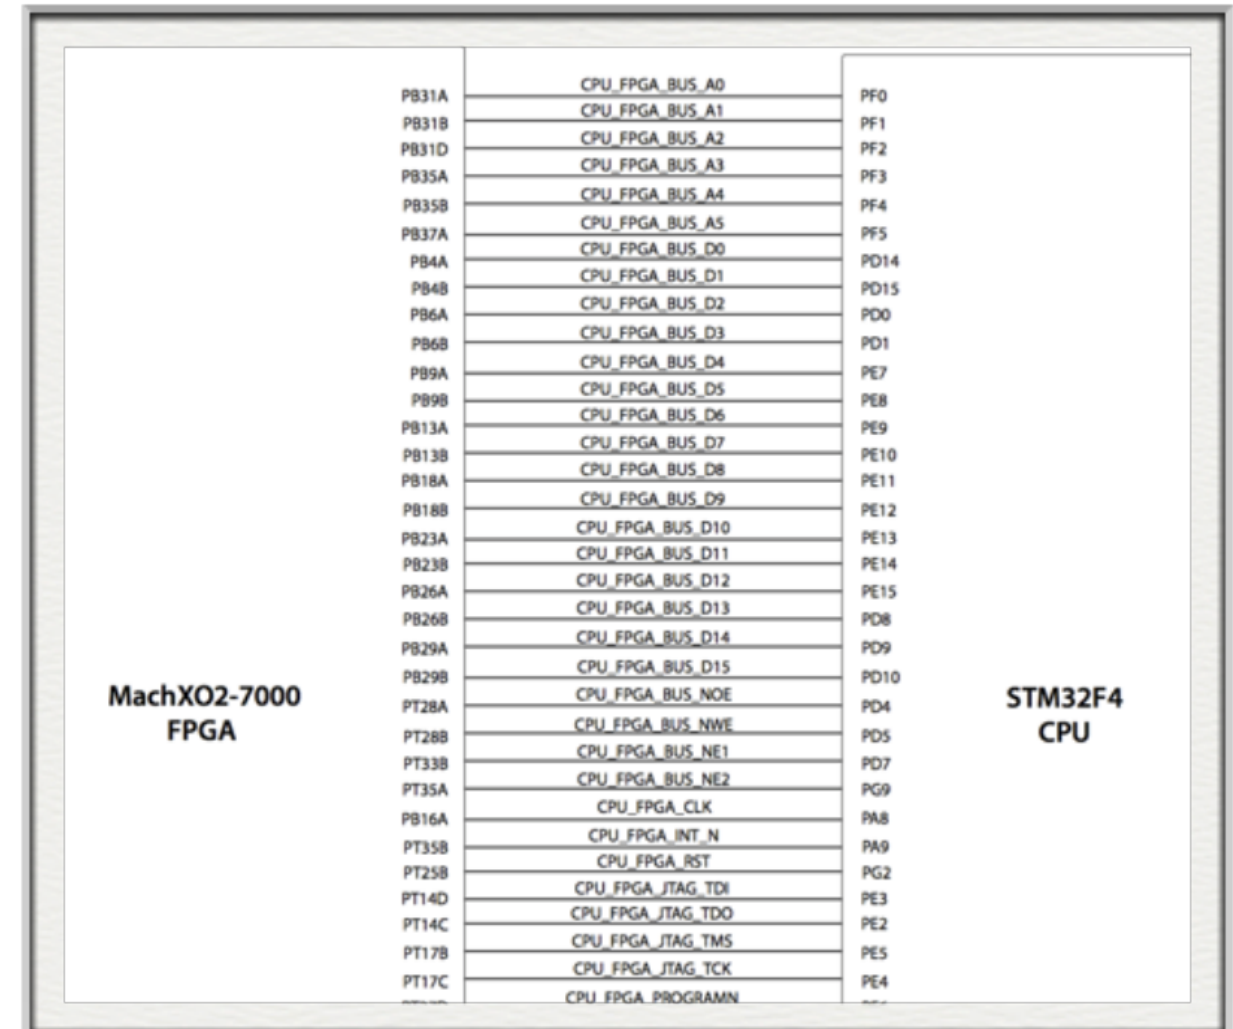 PB31A CPU_FPGA_BUS_A0 PF0
PB31B CPU_FPGA_BUS_A1 PF1
PB31D CPU_FPGA_BUS_A2 PF2
PB35A CPU_FPGA_BUS_A3 PF3
PB35B CPU_FPGA_BUS_A4 PF4
PB37A CPU_FPGA_BUS_A5 PF5
PB4A CPU_FPGA_BUS_D0 PD14
PB4B CPU_FPGA_BUS_D1 PD15
PB6A CPU_FPGA_BUS_D2 PD0
PB6B CPU_FPGA_BUS_D3 PD1
PB9A CPU_FPGA_BUS_D4 PE7
PB9B CPU_FPGA_BUS_D5 PE8
PB13A CPU_FPGA_BUS_D6 PE9
PB13B CPU_FPGA_BUS_D7 PE10
PB18A CPU_FPGA_BUS_D8 PE11
PB18B CPU_FPGA_BUS_D9 PE12
PB23A CPU_FPGA_BUS_D10 PE13
PB23B CPU_FPGA_BUS_D11 PE14
PB26A CPU_FPGA_BUS_D12 PE15
PB26B CPU_FPGA_BUS_D13 PD8
PB29A CPU_FPGA_BUS_D14 PD9
PB29B CPU_FPGA_BUS_D15 PD10
PT28A CPU_FPGA_BUS_NOE PD4
PT28B CPU_FPGA_BUS_NWE PD5
PT33B CPU_FPGA_BUS_NE1 PD7
PT35A CPU_FPGA_BUS_NE2 PG9
PB16A CPU_FPGA_CLK PA8
PT35B CPU_FPGA_INT_N PA9
PT25B CPU_FPGA_RST PG2
PT14D CPU_FPGA_JTAG_TDI PE3
PT14C CPU_FPGA_JTAG_TDO PE2
PT17B CPU_FPGA_JTAG_TMS PE5
PT17C CPU_FPGA_JTAG_TCK PE4
CPU_FPGA_PROGRAMN
MachXO2-7000
FPGA
STM32F4
CPU